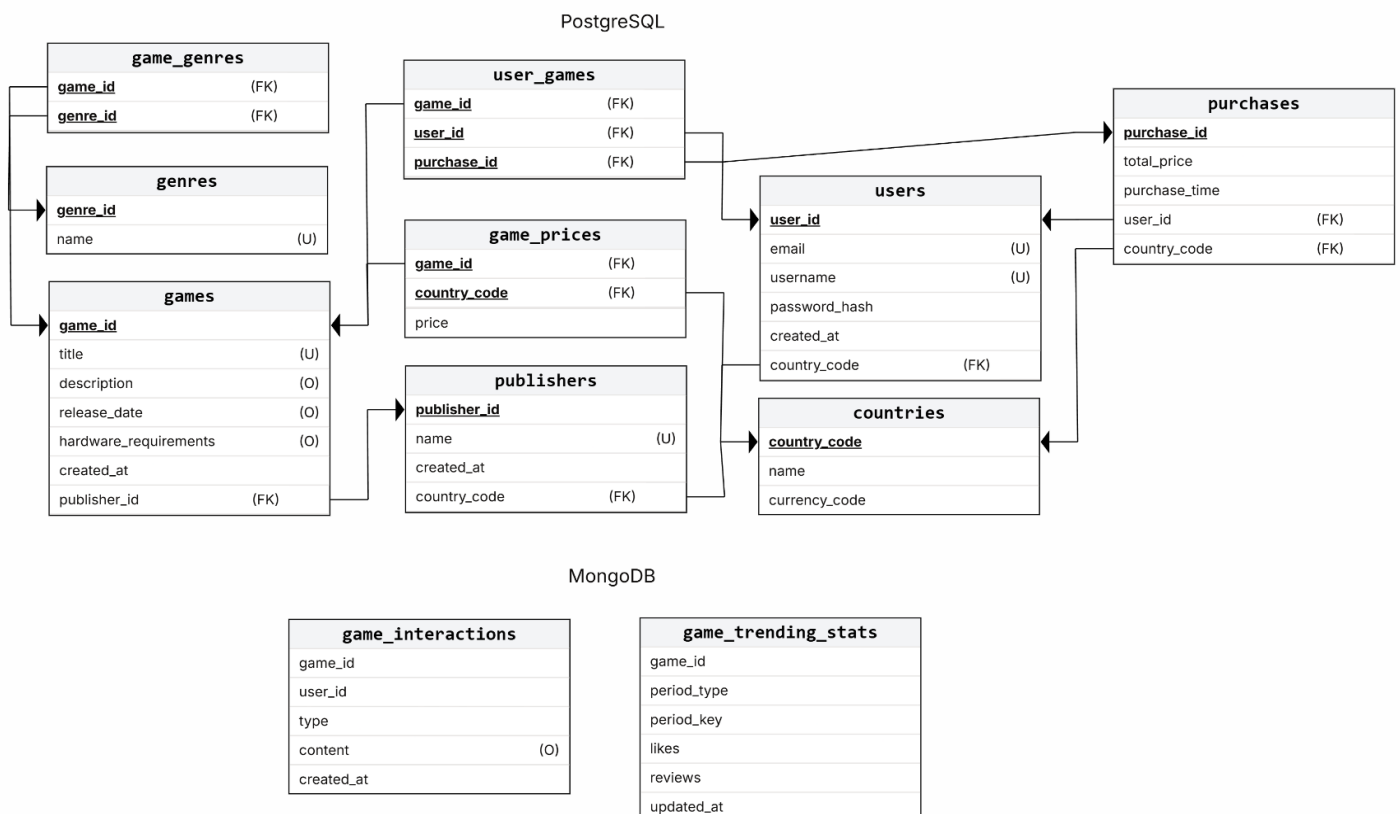 PostgreSQL
game_genres
game_id (FK)
genre_id (FK)
genres
genre_id
name (U)
games
game_id
title (U)
description (O)
release_date (O)
hardware_requirements (O)
created_at
publisher_id (FK)
user_games
game_id (FK)
user_id (FK)
purchase_id (FK)
game_prices
game_id (FK)
country_code (FK)
price
publishers
publisher_id
name (U)
created_at
country_code (FK)
users
user_id
email (U)
username (U)
password_hash
created_at
country_code (FK)
countries
country_code
name
currency_code
purchases
purchase_id
total_price
purchase_time
user_id (FK)
country_code (FK)
MongoDB
game_interactions
game_id
user_id
type
content (O)
created_at
game_trending_stats
game_id
period_type
period_key
likes
reviews
updated_at